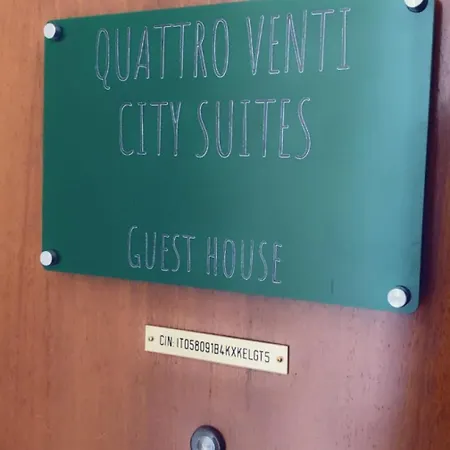 QUATTRO VENTI
CITY SUITES
GUEST HOUSE
CIN: IT058091B4KXKELGT5